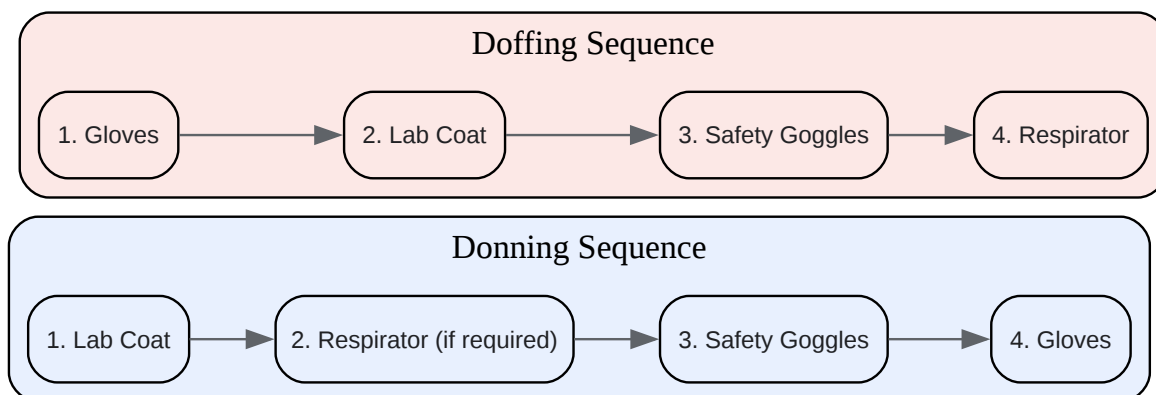 Doffing Sequence
1. Gloves
2. Lab Coat
3. Safety Goggles
4. Respirator
Donning Sequence
1. Lab Coat
2. Respirator (if required)
3. Safety Goggles
4. Gloves